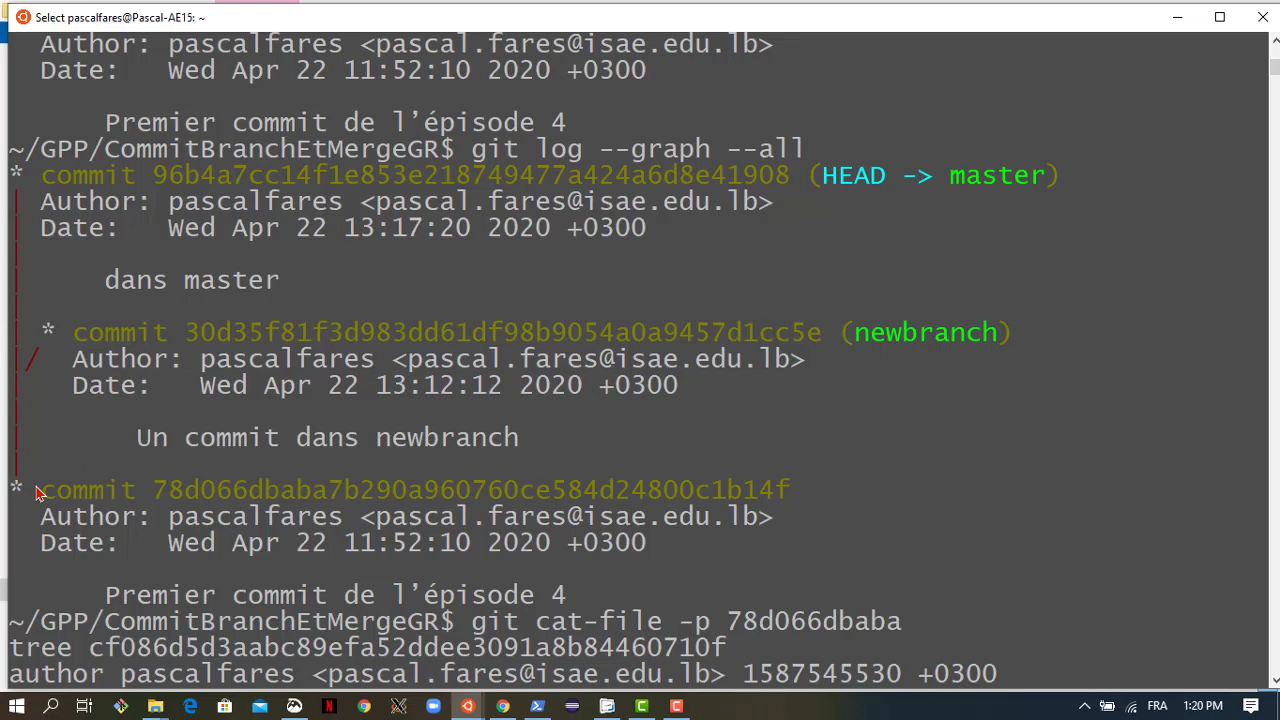 Select pascalfares@Pascal-AE15: ~
Author: pascalfares <pascal.fares@isae.edu.lb>
Date:   Wed Apr 22 11:52:10 2020 +0300
Premier commit de l’épisode 4
~/GPP/CommitBranchEtMergeGR$ git log --graph --all
* commit 96b4a7cc14f1e853e218749477a424a6d8e41908 (HEAD -> master)
| Author: pascalfares <pascal.fares@isae.edu.lb>
| Date:   Wed Apr 22 13:17:20 2020 +0300
|
|     dans master
|
| * commit 30d35f81f3d983dd61df98b9054a0a9457d1cc5e (newbranch)
|/  Author: pascalfares <pascal.fares@isae.edu.lb>
|   Date:   Wed Apr 22 13:12:12 2020 +0300
|
|       Un commit dans newbranch
|
* commit 78d066dbaba7b290a960760ce584d24800c1b14f
Author: pascalfares <pascal.fares@isae.edu.lb>
Date:   Wed Apr 22 11:52:10 2020 +0300
Premier commit de l’épisode 4
~/GPP/CommitBranchEtMergeGR$ git cat-file -p 78d066dbaba
tree cf086d5d3aabc89efa52ddee3091a8b84460710f
author pascalfares <pascal.fares@isae.edu.lb> 1587545530 +0300
FRA 1:20 PM